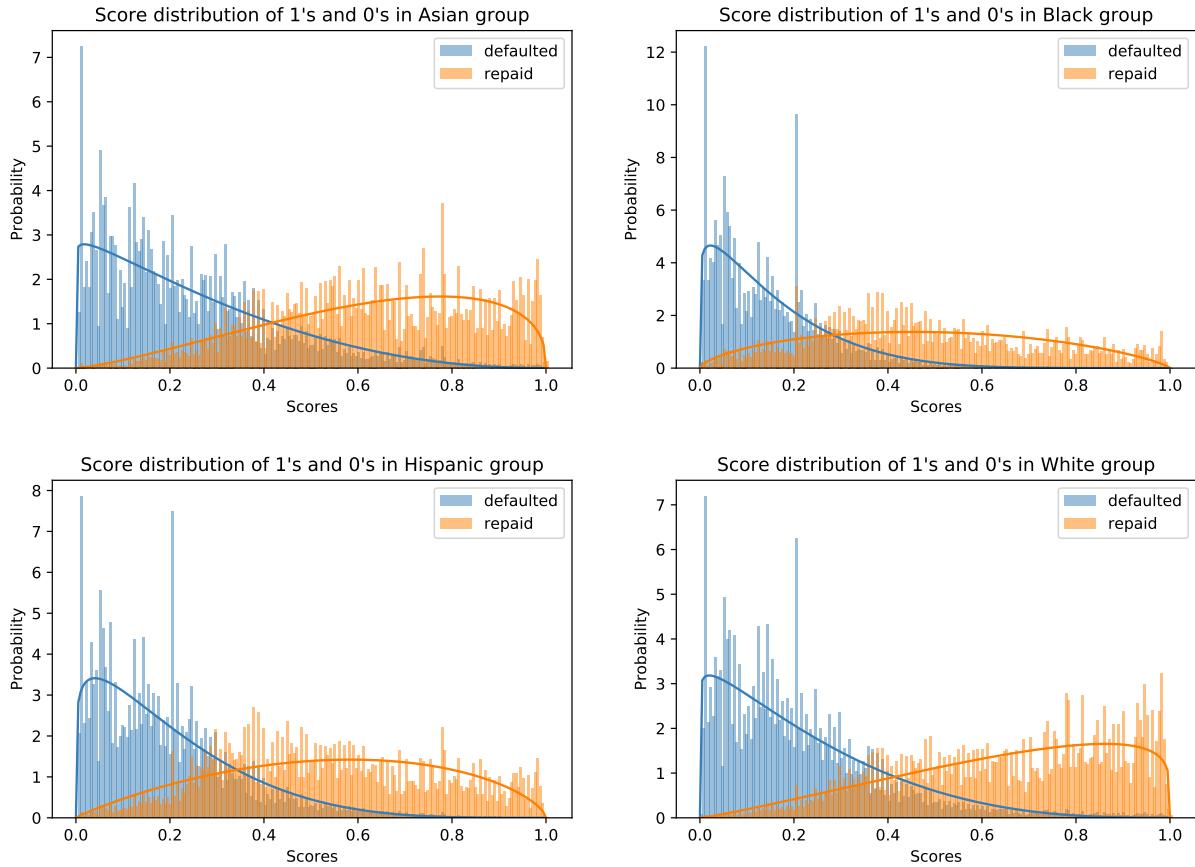 Score distribution of 1's and 0's in Asian group
defaulted
repaid
7
6
5
4
3
2
1
0
Probability
0.0 0.2 0.4 0.6 0.8 1.0
Scores
Score distribution of 1's and 0's in Black group
defaulted
repaid
12
10
8
6
4
2
0
Probability
0.0 0.2 0.4 0.6 0.8 1.0
Scores
Score distribution of 1's and 0's in Hispanic group
defaulted
repaid
8
7
6
5
4
3
2
1
0
Probability
0.0 0.2 0.4 0.6 0.8 1.0
Scores
Score distribution of 1's and 0's in White group
defaulted
repaid
7
6
5
4
3
2
1
0
Probability
0.0 0.2 0.4 0.6 0.8 1.0
Scores